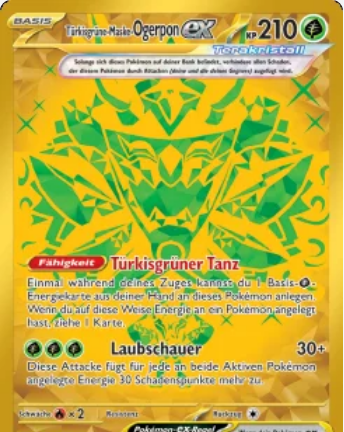 BASIS
Türkisgrüne-Maske-Ogerpon ex
KP 210
Terakristall
Solange sich dieses Pokémon auf deiner Bank befindet, verhindere allen Schaden,
der diesem Pokémon durch Attacken (deine und die deines Gegners) zugefügt wird.
Fähigkeit Türkisgrüner Tanz
Einmal während deines Zuges kannst du 1 Basis-
Energiekarte aus deiner Hand an dieses Pokémon anlegen.
Wenn du auf diese Weise Energie an ein Pokémon angelegt
hast, ziehe 1 Karte.
Laubschauer 30+
Diese Attacke fügt für jede an beide Aktiven Pokémon
angelegte Energie 30 Schadenspunkte mehr zu.
Schwäche x2 Resistenz Rückzug
Pokémon-ex-Regel